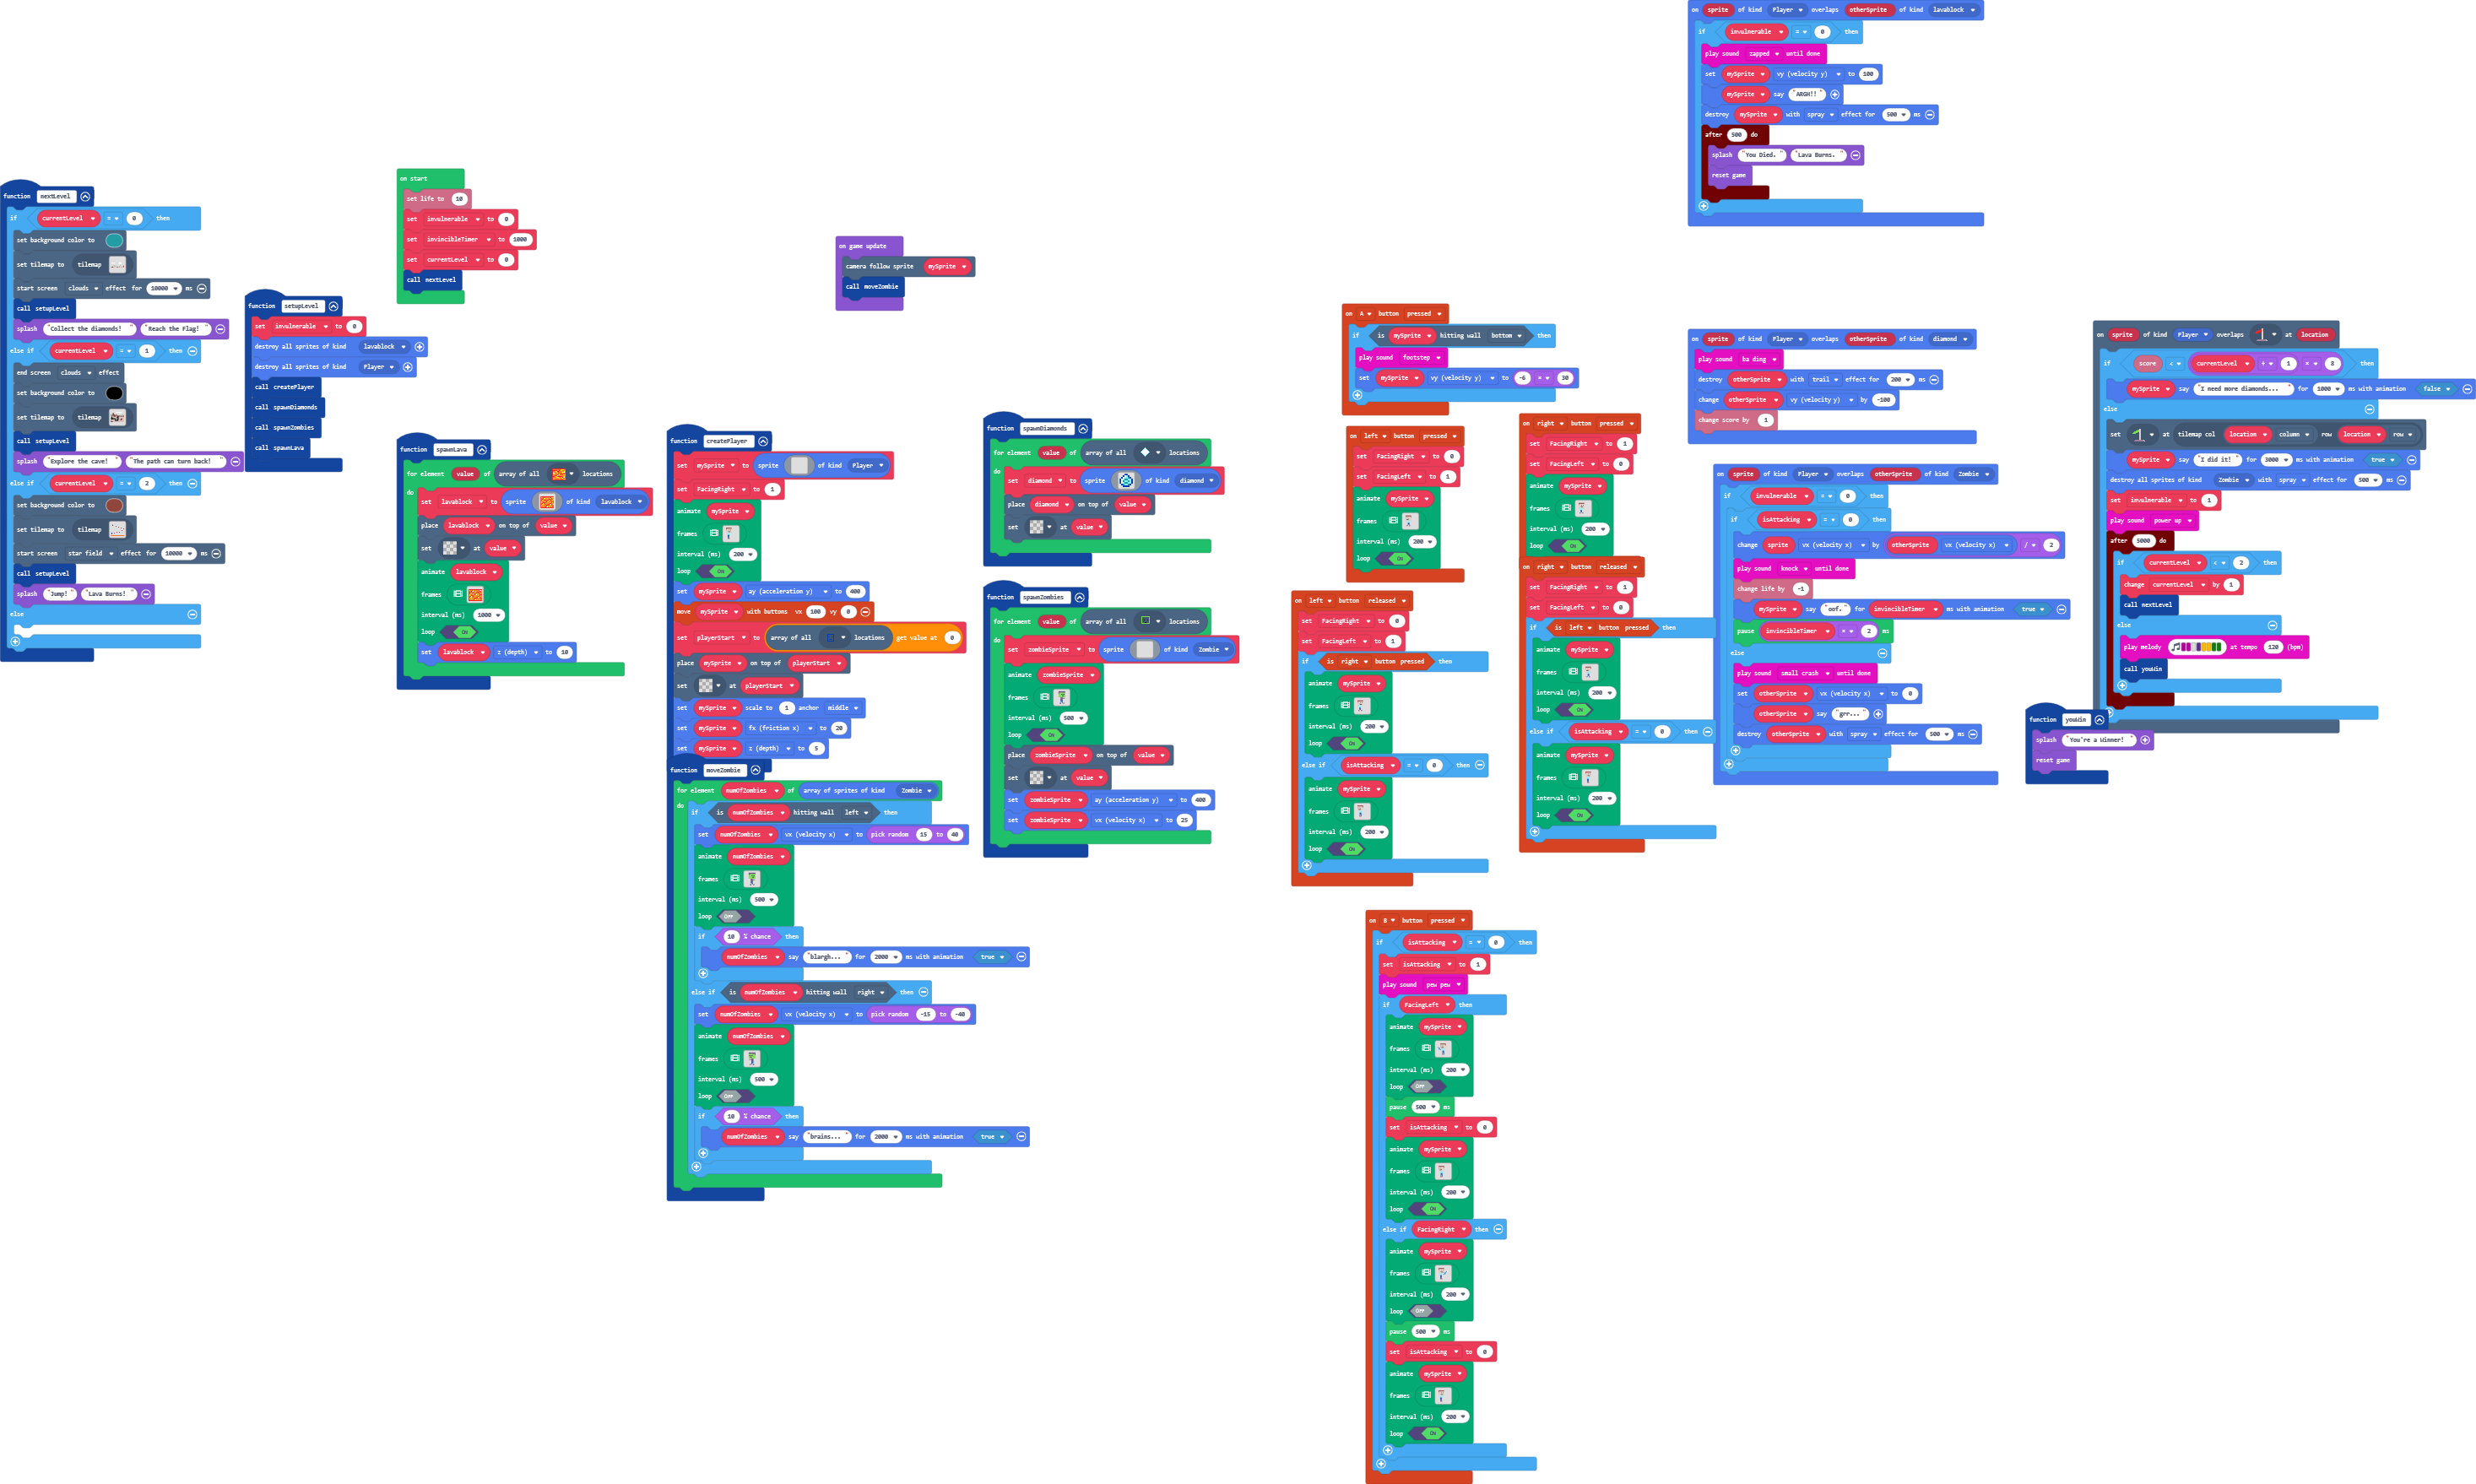 function nextLevel
if currentLevel = 0 then
set background color to
set tilemap to tilemap
start screen clouds effect for 10000 ms
call setupLevel
splash "Collect the diamonds!" "Reach the Flag!"
else if currentLevel = 1 then
end screen clouds effect
set background color to
set tilemap to tilemap
call setupLevel
splash "Explore the cave!" "The path can turn back!"
else if currentLevel = 2 then
set background color to
set tilemap to tilemap
start screen star field effect for 10000 ms
call setupLevel
splash "Jump!" "Lava Burns!"
else
function setupLevel
set invulnerable to 0
destroy all sprites of kind lavablock
destroy all sprites of kind Player
call createPlayer
call spawnDiamonds
call spawnZombies
call spawnLava
on start
set life to 10
set invulnerable to 0
set invincibleTimer to 1000
set currentLevel to 0
call nextLevel
function spawnLava
for element value of array of all locations
do
set lavablock to sprite of kind lavablock
place lavablock on top of value
set at value
animate lavablock
frames
interval (ms) 1000
loop ON
set lavablock z (depth) to 10
on game update
camera follow sprite mySprite
call moveZombie
function createPlayer
set mySprite to sprite of kind Player
set FacingRight to 1
animate mySprite
frames
interval (ms) 200
loop ON
set mySprite ay (acceleration y) to 400
move mySprite with buttons vx 100 vy 0
set playerStart to array of all locations get value at 0
place mySprite on top of playerStart
set at playerStart
set mySprite scale to 1 anchor middle
set mySprite fx (friction x) to 20
set mySprite z (depth) to 5
function moveZombie
for element numOfZombies of array of sprites of kind Zombie
do
if is numOfZombies hitting wall left then
set numOfZombies vx (velocity x) to pick random 15 to 40
animate numOfZombies
frames
interval (ms) 500
loop OFF
if 10 % chance then
numOfZombies say "blargh..." for 2000 ms with animation true
else if is numOfZombies hitting wall right then
set numOfZombies vx (velocity x) to pick random -15 to -40
animate numOfZombies
frames
interval (ms) 500
loop OFF
if 10 % chance then
numOfZombies say "brains..." for 2000 ms with animation true
function spawnDiamonds
for element value of array of all locations
do
set diamond to sprite of kind diamond
place diamond on top of value
set at value
function spawnZombies
for element value of array of all locations
do
set zombieSprite to sprite of kind Zombie
animate zombieSprite
frames
interval (ms) 500
loop ON
place zombieSprite on top of value
set at value
set zombieSprite ay (acceleration y) to 400
set zombieSprite vx (velocity x) to 25
on A button pressed
if is mySprite hitting wall bottom then
play sound footstep
set mySprite vy (velocity y) to -6 × 30
on left button pressed
set FacingRight to 0
set FacingLeft to 1
animate mySprite
frames
interval (ms) 200
loop ON
on left button released
set FacingRight to 0
set FacingLeft to 1
if is right button pressed then
animate mySprite
frames
interval (ms) 200
loop ON
else if isAttacking = 0 then
animate mySprite
frames
interval (ms) 200
loop ON
on right button pressed
set FacingRight to 1
set FacingLeft to 0
animate mySprite
frames
interval (ms) 200
loop ON
on right button released
set FacingRight to 1
set FacingLeft to 0
if is left button pressed then
animate mySprite
frames
interval (ms) 200
loop ON
else if isAttacking = 0 then
animate mySprite
frames
interval (ms) 200
loop ON
on B button pressed
if isAttacking = 0 then
set isAttacking to 1
play sound pew pew
if FacingLeft then
animate mySprite
frames
interval (ms) 200
loop OFF
pause 500 ms
set isAttacking to 0
animate mySprite
frames
interval (ms) 200
loop ON
else if FacingRight then
animate mySprite
frames
interval (ms) 200
loop OFF
pause 500 ms
set isAttacking to 0
animate mySprite
frames
interval (ms) 200
loop ON
on sprite of kind Player overlaps otherSprite of kind lavablock
if invulnerable = 0 then
play sound zapped until done
set mySprite vy (velocity y) to 100
mySprite say "ARGH!!"
destroy mySprite with spray effect for 500 ms
after 500 do
splash "You Died." "Lava Burns."
reset game
on sprite of kind Player overlaps otherSprite of kind diamond
play sound ba ding
destroy otherSprite with trail effect for 200 ms
change otherSprite vy (velocity y) by -100
change score by 1
on sprite of kind Player overlaps otherSprite of kind Zombie
if invulnerable = 0 then
if isAttacking = 0 then
change sprite vx (velocity x) by otherSprite vx (velocity x) / 2
play sound knock until done
change life by -1
mySprite say "oof." for invincibleTimer ms with animation true
pause invincibleTimer × 2 ms
else
play sound small crash until done
set otherSprite vx (velocity x) to 0
otherSprite say "grr..."
destroy otherSprite with spray effect for 500 ms
on sprite of kind Player overlaps at location
if score < currentLevel + 1 × 8 then
mySprite say "I need more diamonds..." for 1000 ms with animation false
else
set at tilemap col location column row location row
mySprite say "I did it!" for 3000 ms with animation true
destroy all sprites of kind Zombie with spray effect for 500 ms
set invulnerable to 1
play sound power up
after 5000 do
if currentLevel < 2 then
change currentLevel by 1
call nextLevel
else
play melody at tempo 120 (bpm)
call youWin
function youWin
splash "You're a Winner!"
reset game